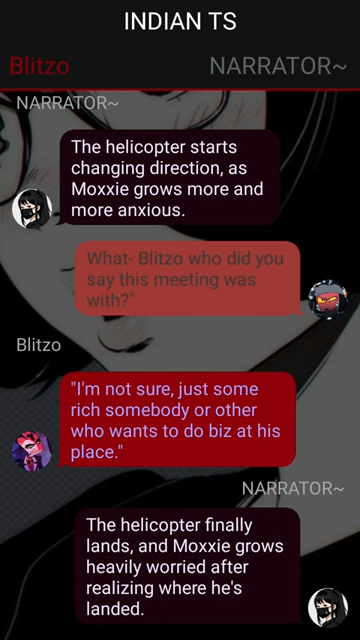 INDIAN TS
Blitzo
NARRATOR~
NARRATOR~
The helicopter starts
changing direction, as
Moxxie grows more and
more anxious.
What- Blitzo who did you
say this meeting was
with?"
Blitzo
"I'm not sure, just some
rich somebody or other
who wants to do biz at his
place."
NARRATOR~
The helicopter finally
lands, and Moxxie grows
heavily worried after
realizing where he's
landed.